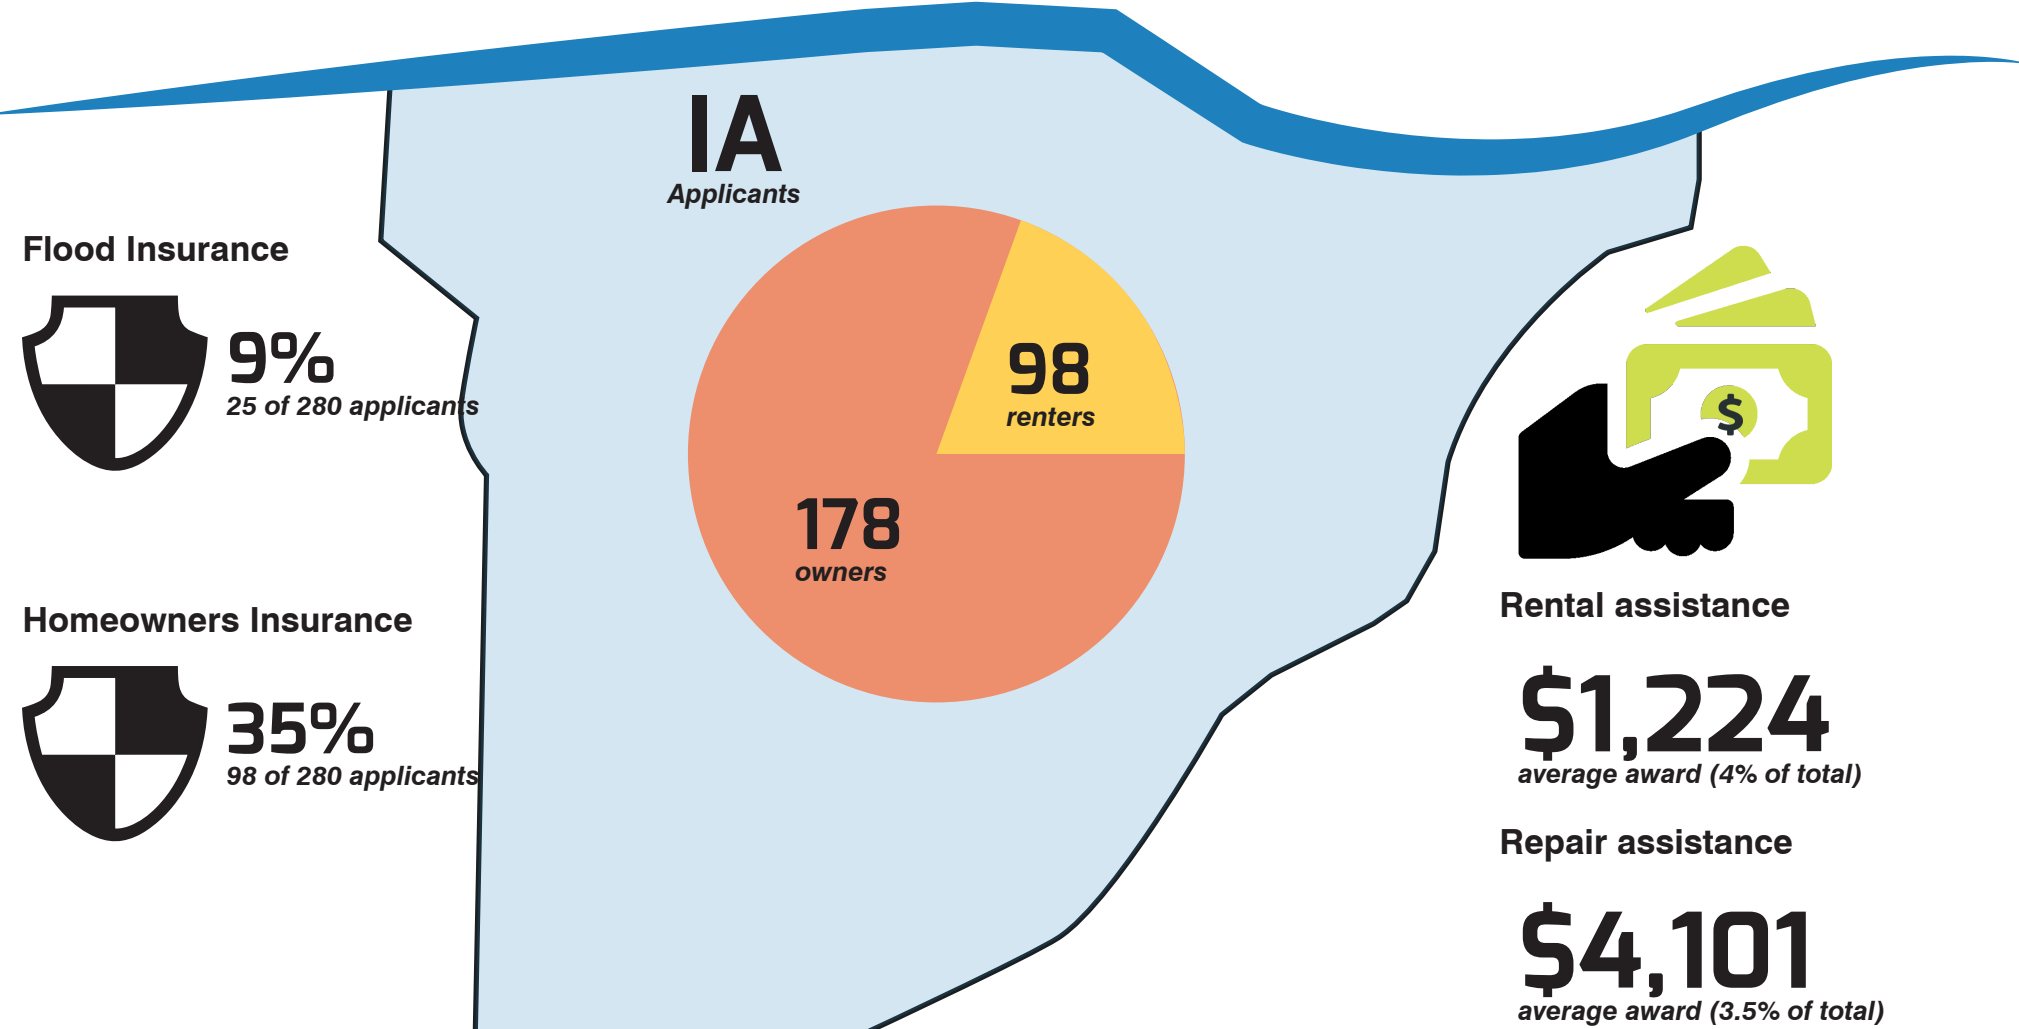 IA
Applicants
Flood Insurance
9%
25 of 280 applicants
Homeowners Insurance
35%
98 of 280 applicants
98
renters
178
owners
$
Rental assistance
$1,224
average award (4% of total)
Repair assistance
$4,101
average award (3.5% of total)